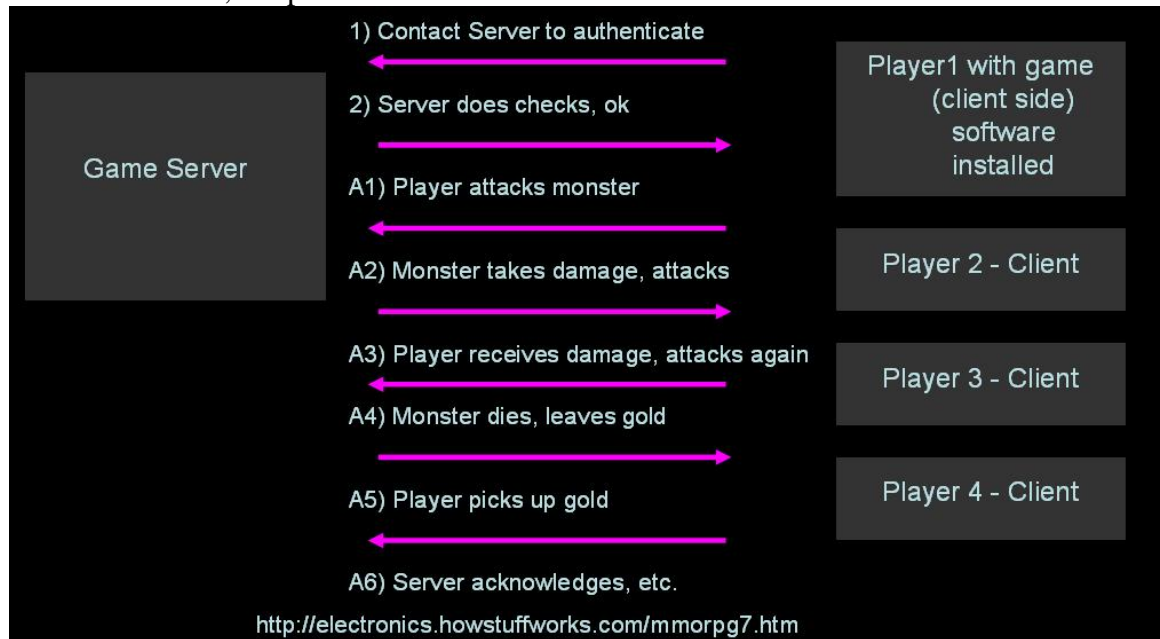 1) Contact Server to authenticate
Player1 with game
(client side)
software
installed
Game Server
2) Server does checks, ok
A1) Player attacks monster
A2) Monster takes damage, attacks
Player 2 - Client
A3) Player receives damage, attacks again
Player 3 - Client
A4) Monster dies, leaves gold
A5) Player picks up gold
Player 4 - Client
A6) Server acknowledges, etc.
http://electronics.howstuffworks.com/mmorpg7.htm